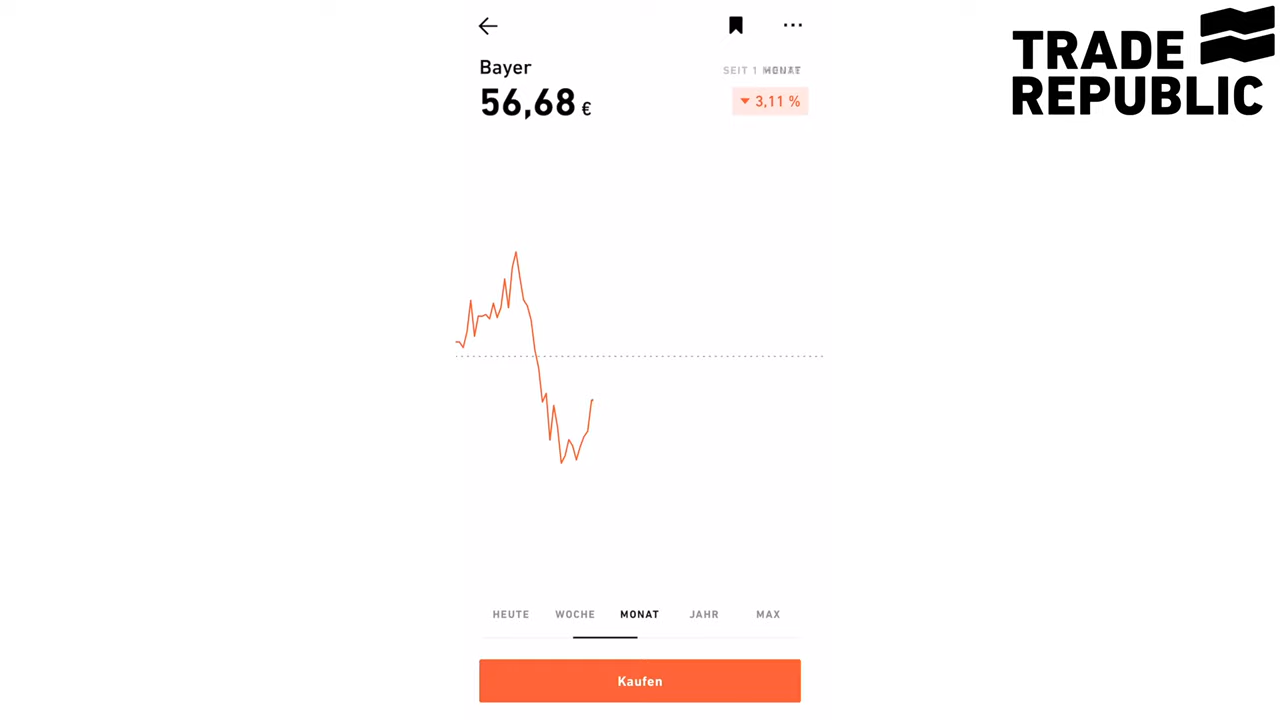 TRADE
REPUBLIC
Bayer
SEIT 1 MONAT
56,68 €
3,11 %
HEUTE WOCHE MONAT JAHR MAX
Kaufen